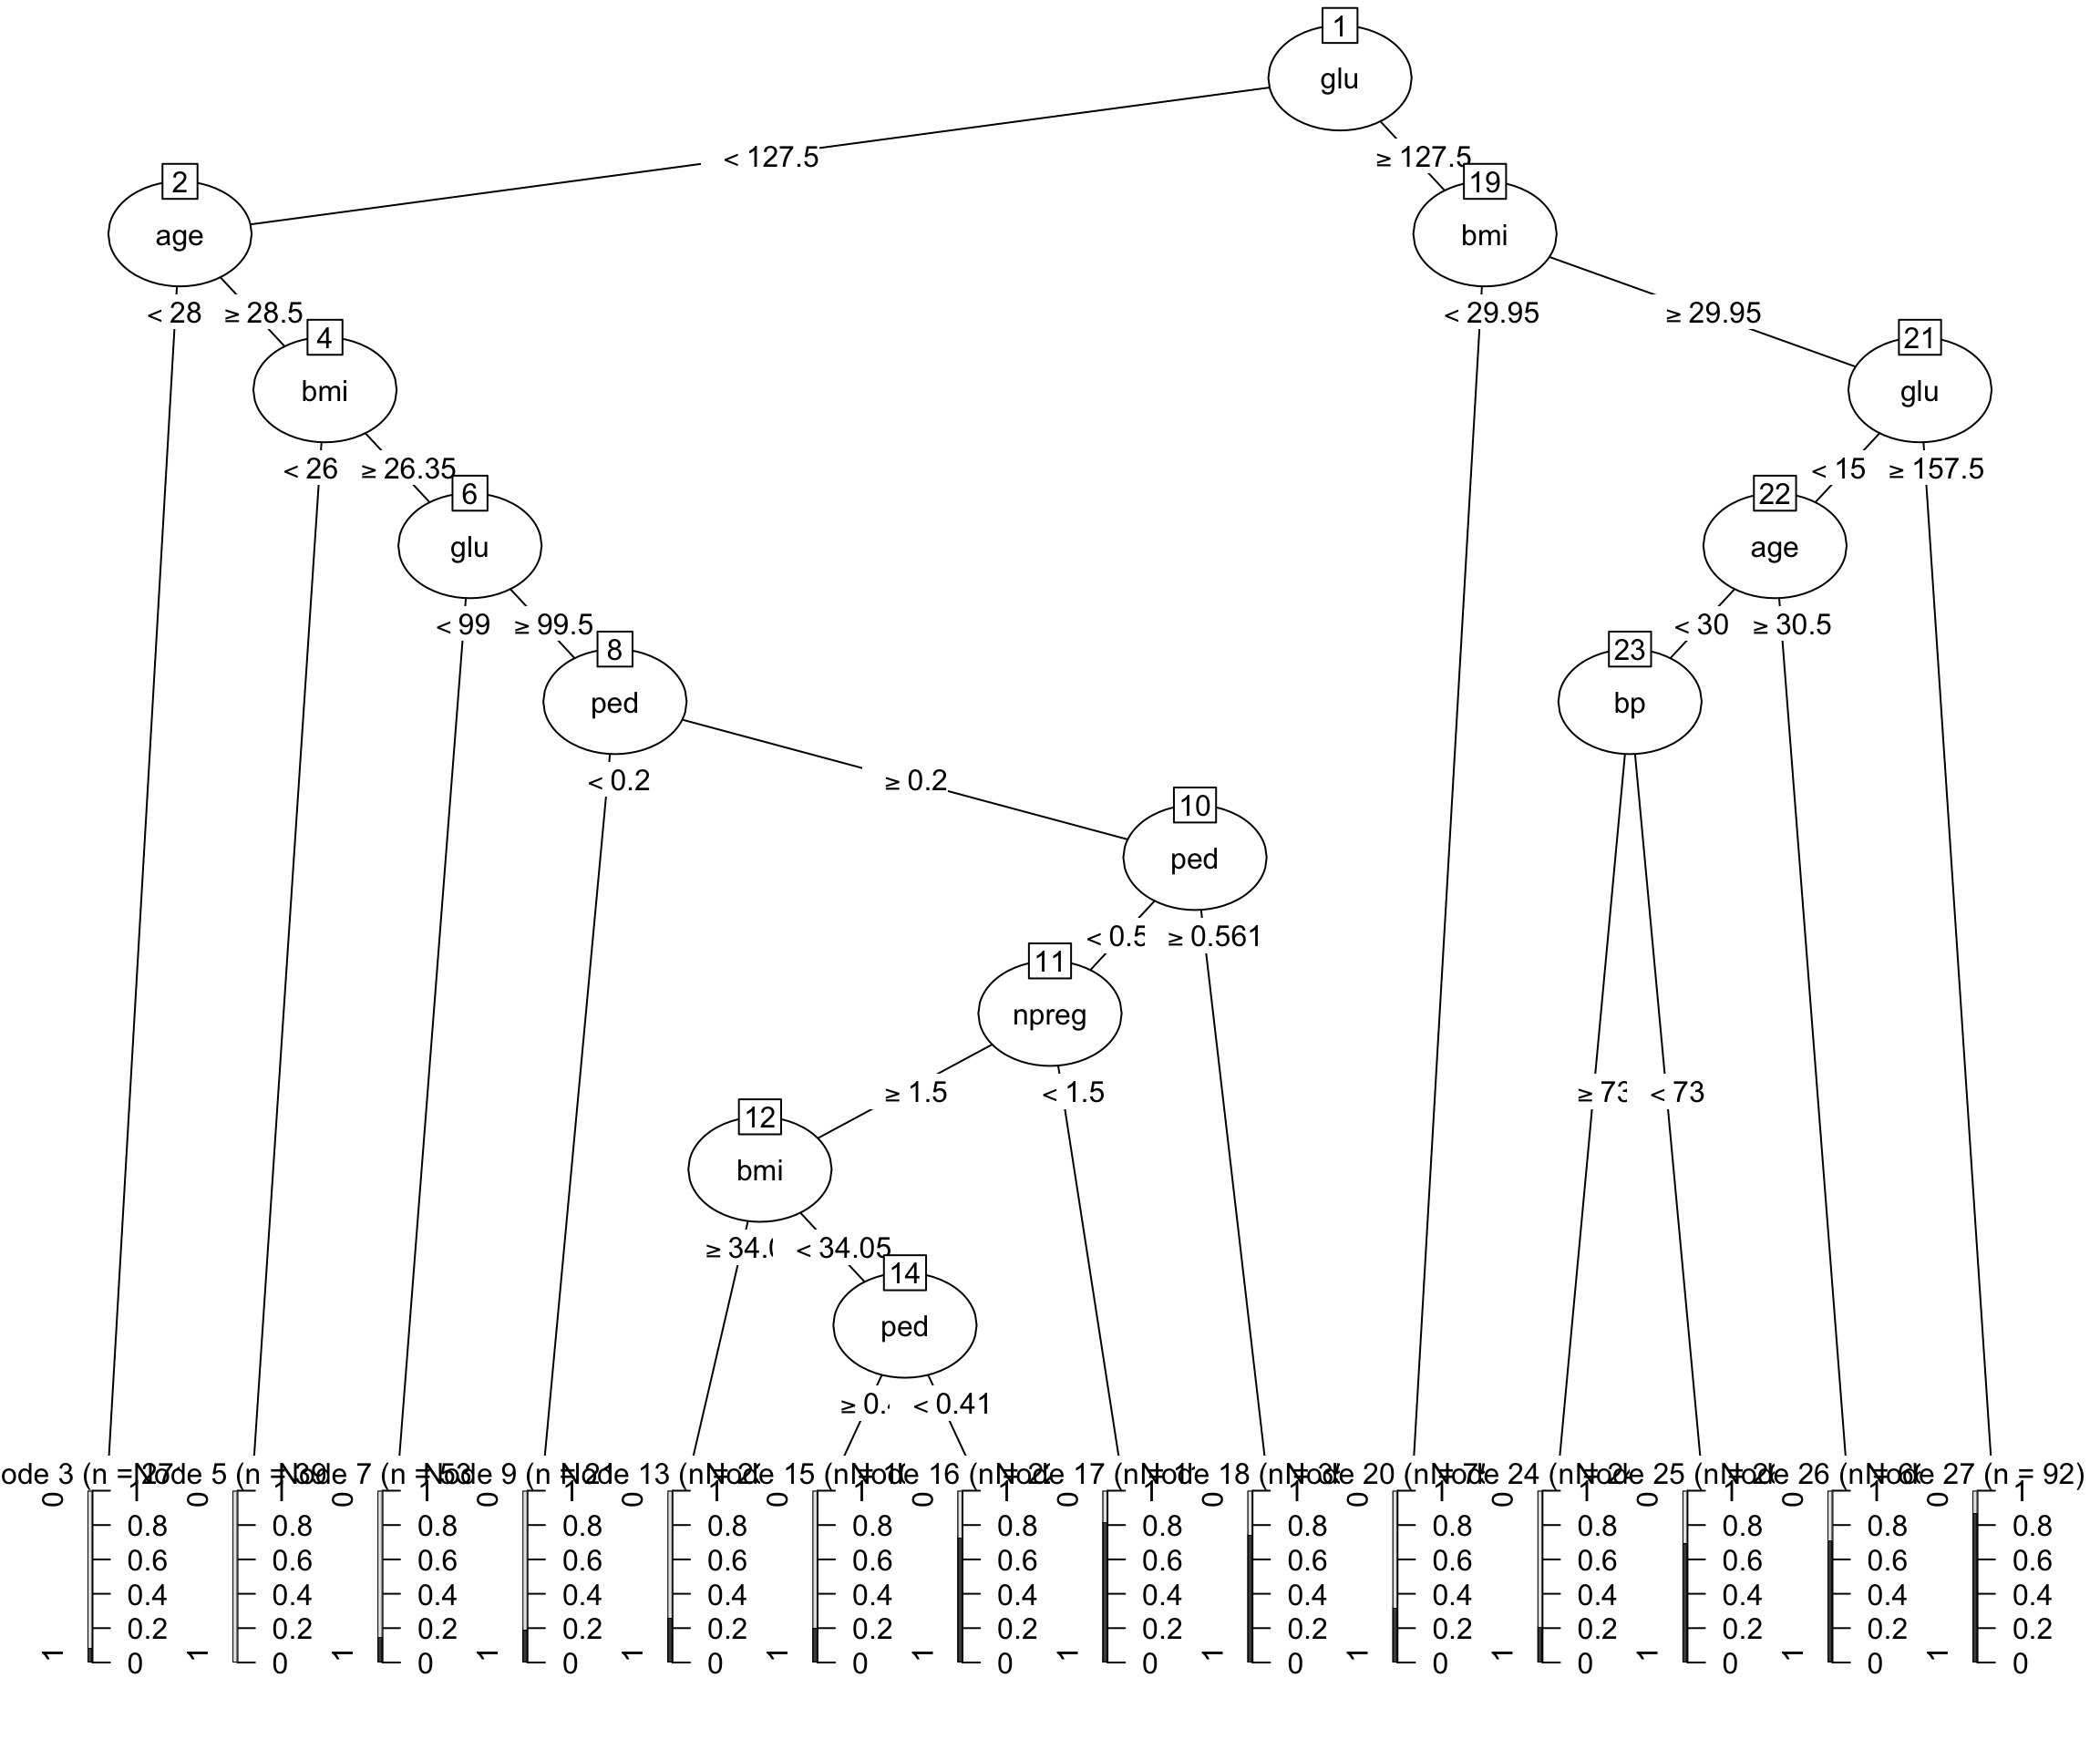 1
glu
< 127.5
≥ 127.5
2
age
19
bmi
< 28
≥ 28.5
< 29.95
≥ 29.95
4
bmi
21
glu
< 26
≥ 26.35
< 15
≥ 157.5
6
glu
22
age
< 99
≥ 99.5
< 30
≥ 30.5
8
ped
23
bp
< 0.2
≥ 0.2
10
ped
< 0.5
≥ 0.561
11
npreg
≥ 1.5
< 1.5
≥ 73
< 73
12
bmi
≥ 34.
< 34.05
14
ped
≥ 0.
< 0.41
ode 3 (n = 27 Node 5 (n = 39 Node 7 (n = 53 Node 9 (n = 21 Node 13 (n = 2 Node 15 (n = 1 Node 16 (n = 2 Node 17 (n = 1 Node 18 (n = 3 Node 20 (n = 7 Node 24 (n = 2 Node 25 (n = 2 Node 26 (n = 6 Node 27 (n = 92)
0 1 0 1 0 1 0 1 0 1 0 1 0 1 0 1 0 1 0 1 0 1 0 1 0 1 0 1
0.8 0.8 0.8 0.8 0.8 0.8 0.8 0.8 0.8 0.8 0.8 0.8 0.8 0.8
0.6 0.6 0.6 0.6 0.6 0.6 0.6 0.6 0.6 0.6 0.6 0.6 0.6 0.6
0.4 0.4 0.4 0.4 0.4 0.4 0.4 0.4 0.4 0.4 0.4 0.4 0.4 0.4
0.2 0.2 0.2 0.2 0.2 0.2 0.2 0.2 0.2 0.2 0.2 0.2 0.2 0.2
1 0 1 0 1 0 1 0 1 0 1 0 1 0 1 0 1 0 1 0 1 0 1 0 1 0 1 0